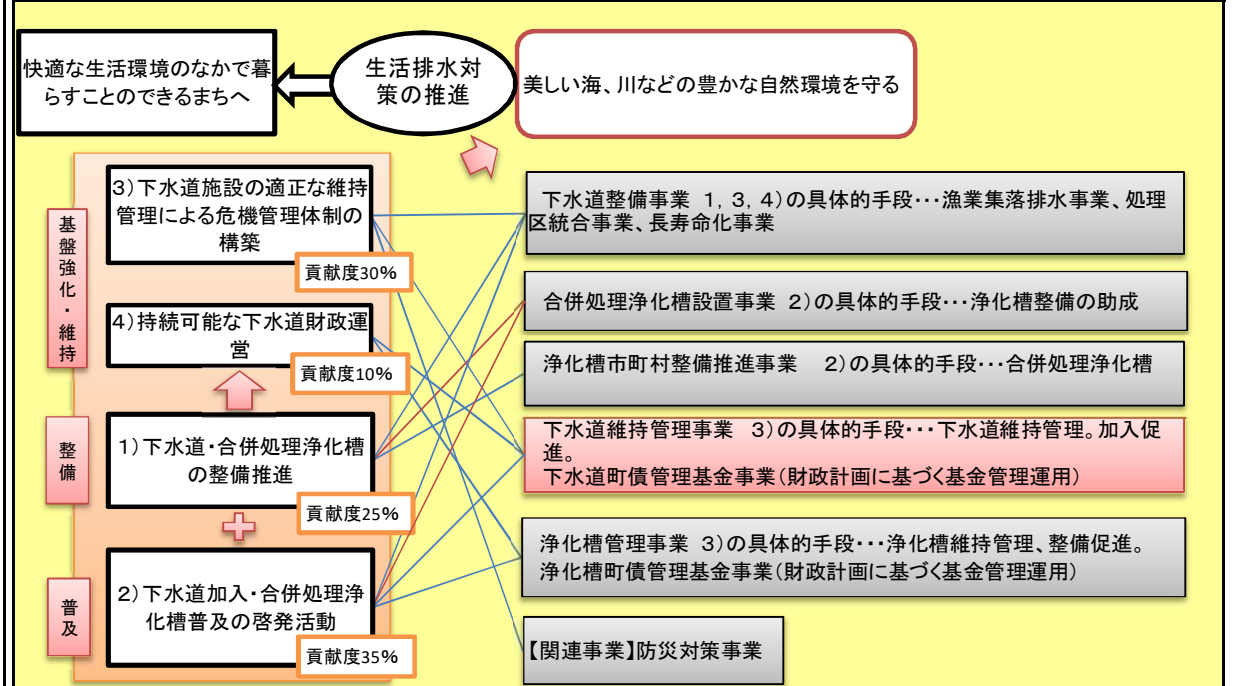 快適な生活環境のなかで暮
らすことのできるまちへ
生活排水対
策の推進
美しい海、川などの豊かな自然環境を守る
基盤強化・維持
3)下水道施設の適正な維持
管理による危機管理体制の
構築
貢献度30%
4)持続可能な下水道財政運
営
貢献度10%
整備
1)下水道・合併処理浄化槽
の整備推進
貢献度25%
普及
2)下水道加入・合併処理浄
化槽普及の啓発活動
貢献度35%
下水道整備事業 1,3,4)の具体的手段・・・漁業集落排水事業、処理
区統合事業、長寿命化事業
合併処理浄化槽設置事業 2)の具体的手段・・・浄化槽整備の助成
浄化槽市町村整備推進事業 2)の具体的手段・・・合併処理浄化槽
下水道維持管理事業 3)の具体的手段・・・下水道維持管理。加入促
進。
下水道町債管理基金事業(財政計画に基づく基金管理運用)
浄化槽管理事業 3)の具体的手段・・・浄化槽維持管理、整備促進。
浄化槽町債管理基金事業(財政計画に基づく基金管理運用)
【関連事業】防災対策事業